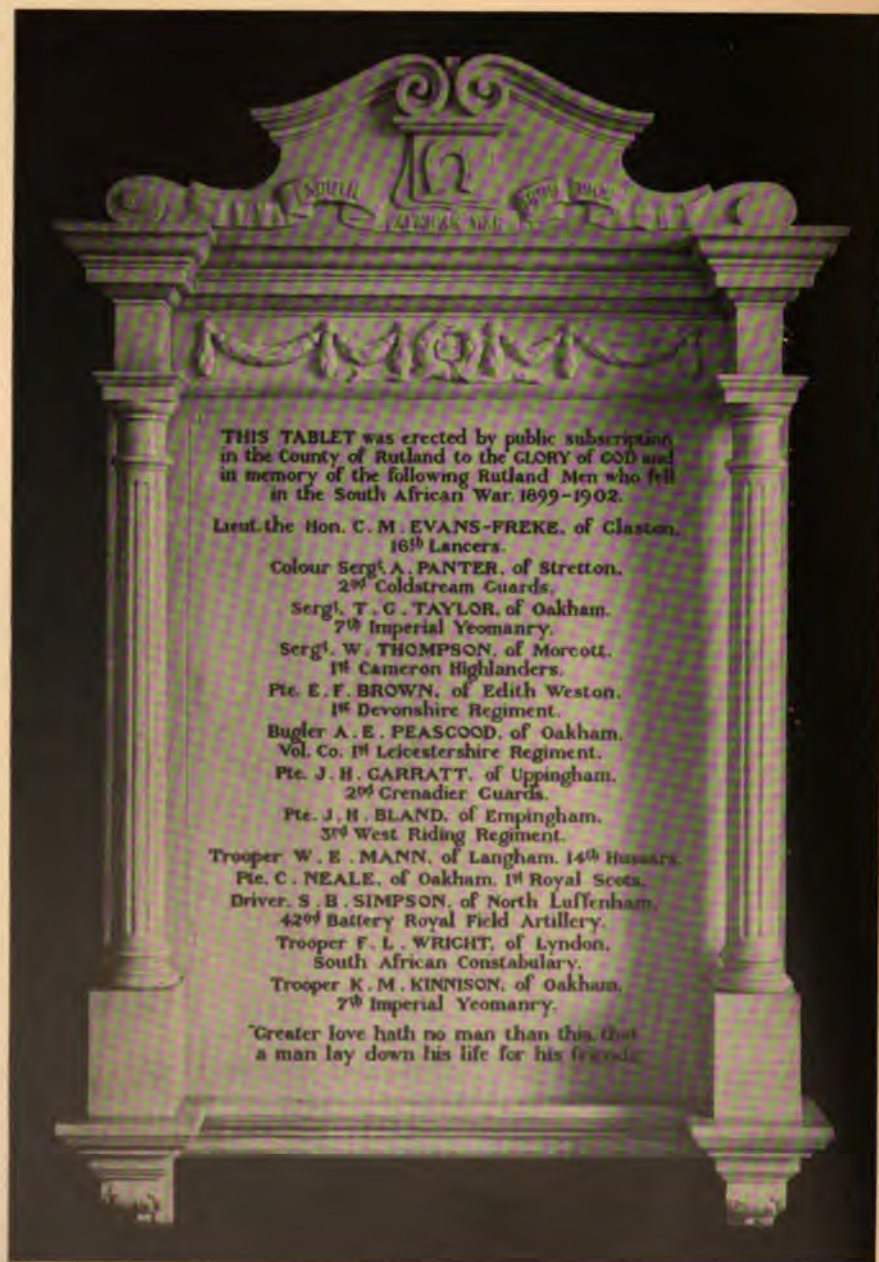 SOUTH
AFRICAN WAR
1899 1902
THIS TABLET was erected by public subscription
in the County of Rutland to the GLORY of GOD and
in memory of the following Rutland Men who fell
in the South African War 1899-1902.
Lieut. the Hon. C. M. EVANS-FREKE, of Glaston.
16th Lancers.
Colour Sergt. A. PANTER, of Stretton.
2nd Coldstream Guards.
Sergt. T. G. TAYLOR, of Oakham.
7th Imperial Yeomanry.
Sergt. W. THOMPSON, of Morcott.
1st Cameron Highlanders.
Pte. E. F. BROWN, of Edith Weston.
1st Devonshire Regiment.
Bugler A. E. PEASGOOD, of Oakham.
Vol. Co. 1st Leicestershire Regiment.
Pte. J. H. GARRATT, of Uppingham.
2nd Grenadier Guards.
Pte. J. H. BLAND, of Empingham.
3rd West Riding Regiment.
Trooper W. E. MANN, of Langham. 14th Hussars.
Pte. C. NEALE, of Oakham. 1st Royal Scots.
Driver. S. B. SIMPSON, of North Luffenham.
42nd Battery Royal Field Artillery.
Trooper F. L. WRIGHT, of Lyndon.
South African Constabulary.
Trooper K. M. KINNISON, of Oakham.
7th Imperial Yeomanry.
"Greater love hath no man than this, that
a man lay down his life for his friends